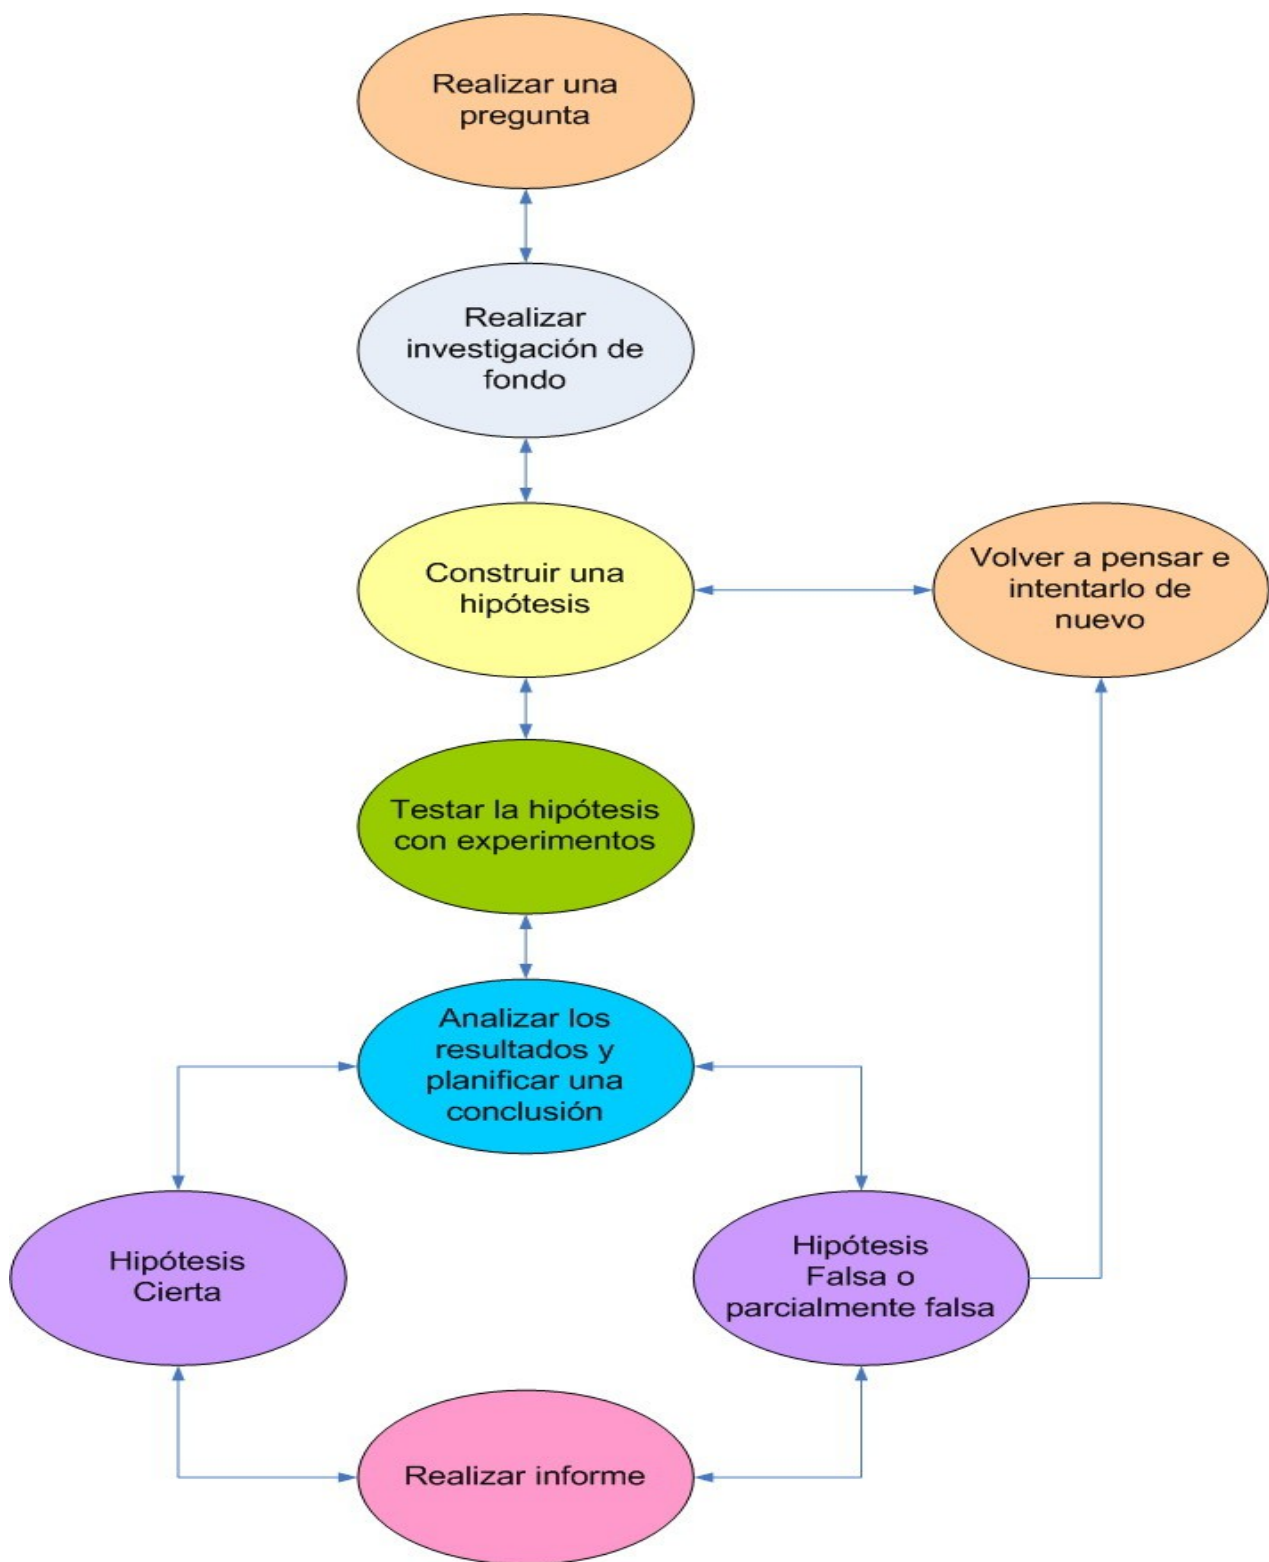 Realizar una
pregunta
Realizar
investigación de
fondo
Construir una
hipótesis
Volver a pensar e
intentarlo de
nuevo
Testar la hipótesis
con experimentos
Analizar los
resultados y
planificar una
conclusión
Hipótesis
Cierta
Hipótesis
Falsa o
parcialmente falsa
Realizar informe